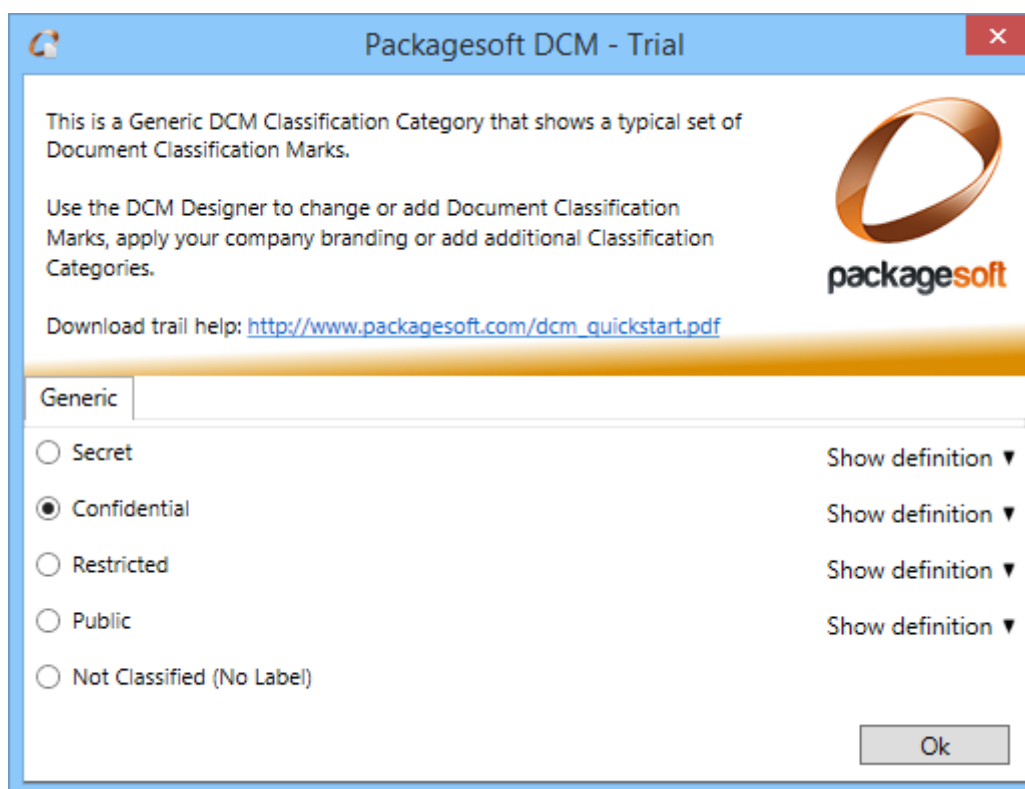 Packagesoft DCM - Trial
This is a Generic DCM Classification Category that shows a typical set of
Document Classification Marks.
Use the DCM Designer to change or add Document Classification
Marks, apply your company branding or add additional Classification
Categories.
packagesoft
Download trail help: http://www.packagesoft.com/dcm_quickstart.pdf
Generic
Secret Show definition ▼
Confidential Show definition ▼
Restricted Show definition ▼
Public Show definition ▼
Not Classified (No Label)
Ok